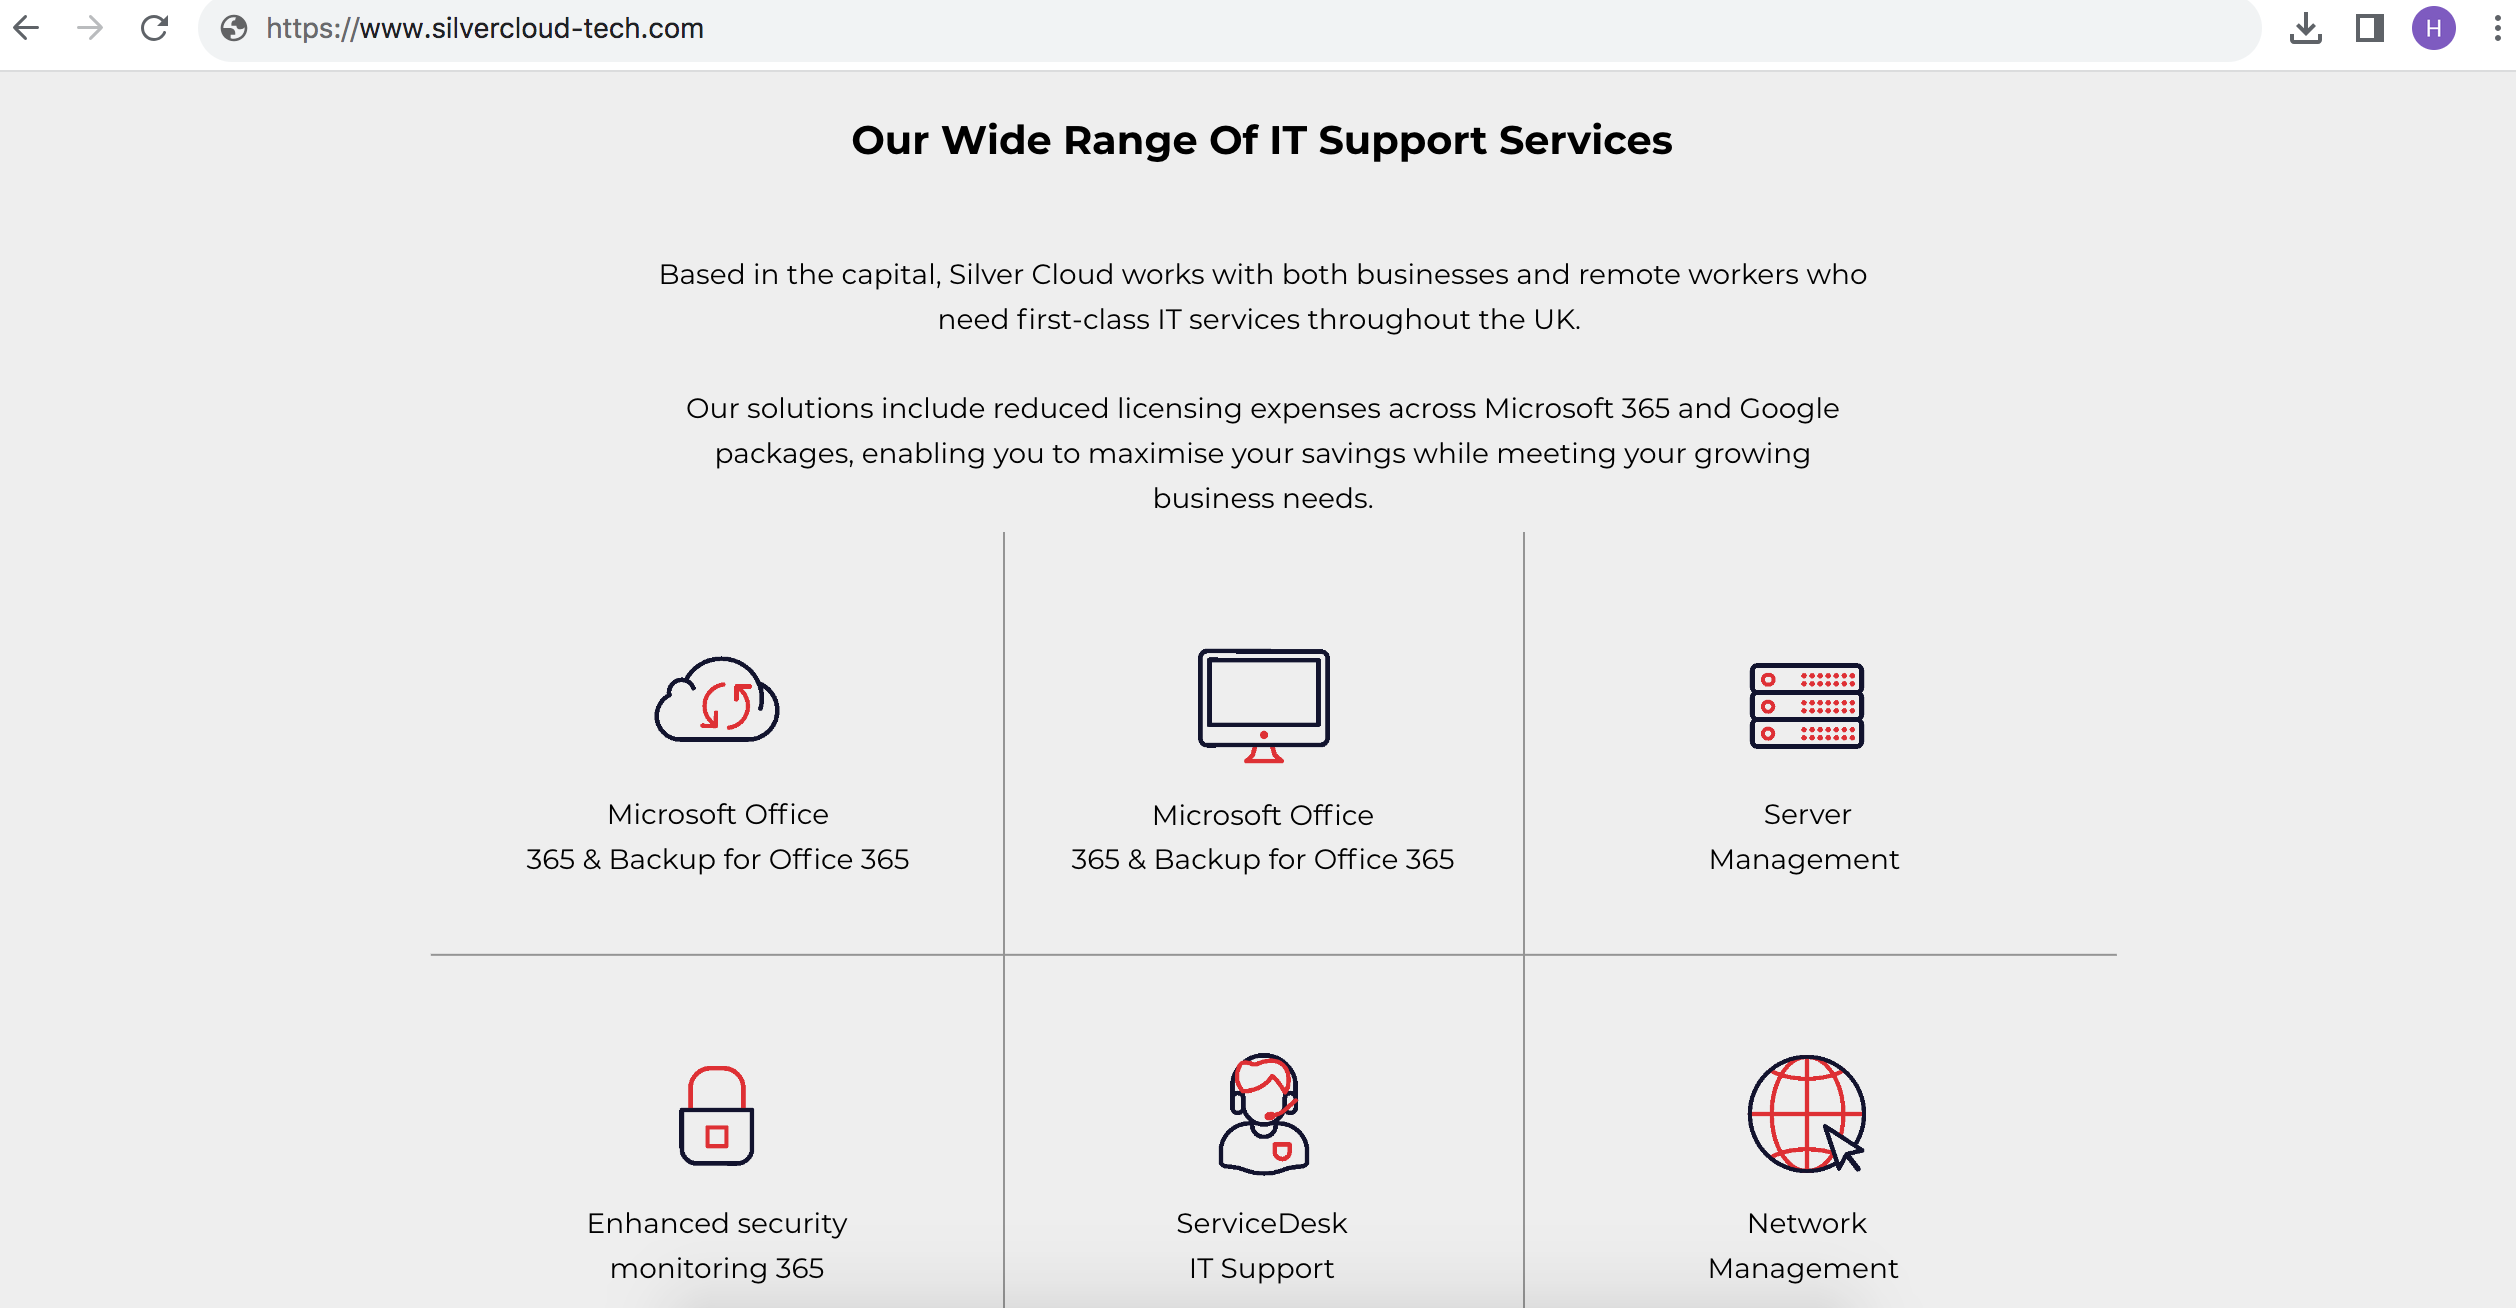 https://www.silvercloud-tech.com
H
Our Wide Range Of IT Support Services
Based in the capital, Silver Cloud works with both businesses and remote workers who
need first-class IT services throughout the UK.
Our solutions include reduced licensing expenses across Microsoft 365 and Google
packages, enabling you to maximise your savings while meeting your growing
business needs.
Microsoft Office
365 & Backup for Office 365
Microsoft Office
365 & Backup for Office 365
Server
Management
Enhanced security
monitoring 365
ServiceDesk
IT Support
Network
Management